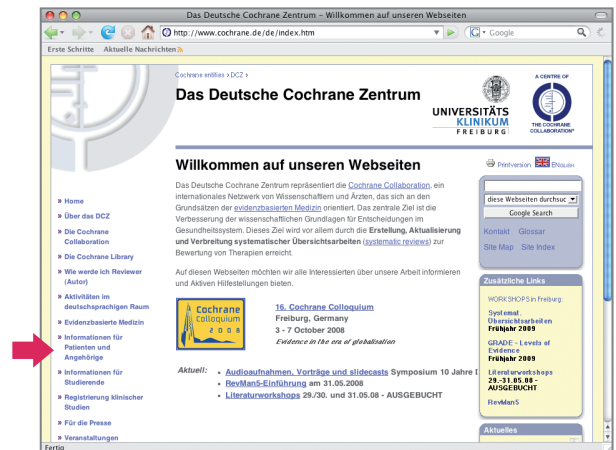 Das Deutsche Cochrane Zentrum – Willkommen auf unseren Webseiten
http://www.cochrane.de/de/index.htm
Google
Erste Schritte Aktuelle Nachrichten
Cochrane entities › DCZ ›
Das Deutsche Cochrane Zentrum
UNIVERSITÄTS
KLINIKUM
FREIBURG
A CENTRE OF
THE COCHRANE
COLLABORATION®
» Home
» Über das DCZ
» Die Cochrane
Collaboration
» Die Cochrane Library
» Wie werde ich Reviewer
(Autor)
» Aktivitäten im
deutschsprachigen Raum
» Evidenzbasierte Medizin
» Informationen für
Patienten und
Angehörige
» Informationen für
Studierende
» Registrierung klinischer
Studien
» Für die Presse
» Veranstaltungen
Willkommen auf unseren Webseiten
Das Deutsche Cochrane Zentrum repräsentiert die Cochrane Collaboration, ein
internationales Netzwerk von Wissenschaftlern und Ärzten, das sich an den
Grundsätzen der evidenzbasierten Medizin orientiert. Das zentrale Ziel ist die
Verbesserung der wissenschaftlichen Grundlagen für Entscheidungen im
Gesundheitssystem. Dieses Ziel wird vor allem durch die Erstellung, Aktualisierung
und Verbreitung systematischer Übersichtsarbeiten (systematic reviews) zur
Bewertung von Therapien erreicht.
Auf diesen Webseiten möchten wir alle Interessierten über unsere Arbeit informieren
und Aktiven Hilfestellungen bieten.
Cochrane
Colloquium
2008
16. Cochrane Colloquium
Freiburg, Germany
3 - 7 October 2008
Evidence in the era of globalisation
Aktuell:
• Audioaufnahmen, Vorträge und slidecasts Symposium 10 Jahre D
• RevMan5-Einführung am 31.05.2008
• Literaturworkshops 29./30. und 31.05.08 - AUSGEBUCHT
Printversion ENGLISH
diese Webseiten durchsuc
Google Search
Kontakt Glossar
Site Map Site Index
Zusätzliche Links
WORKSHOPS in Freiburg:
Systemat.
Übersichtsarbeiten
Frühjahr 2009
GRADE - Levels of
Evidence
Frühjahr 2009
Literaturworkshops
29.-31.05.08 -
AUSGEBUCHT
RevMan5
Aktuelles
Fertig